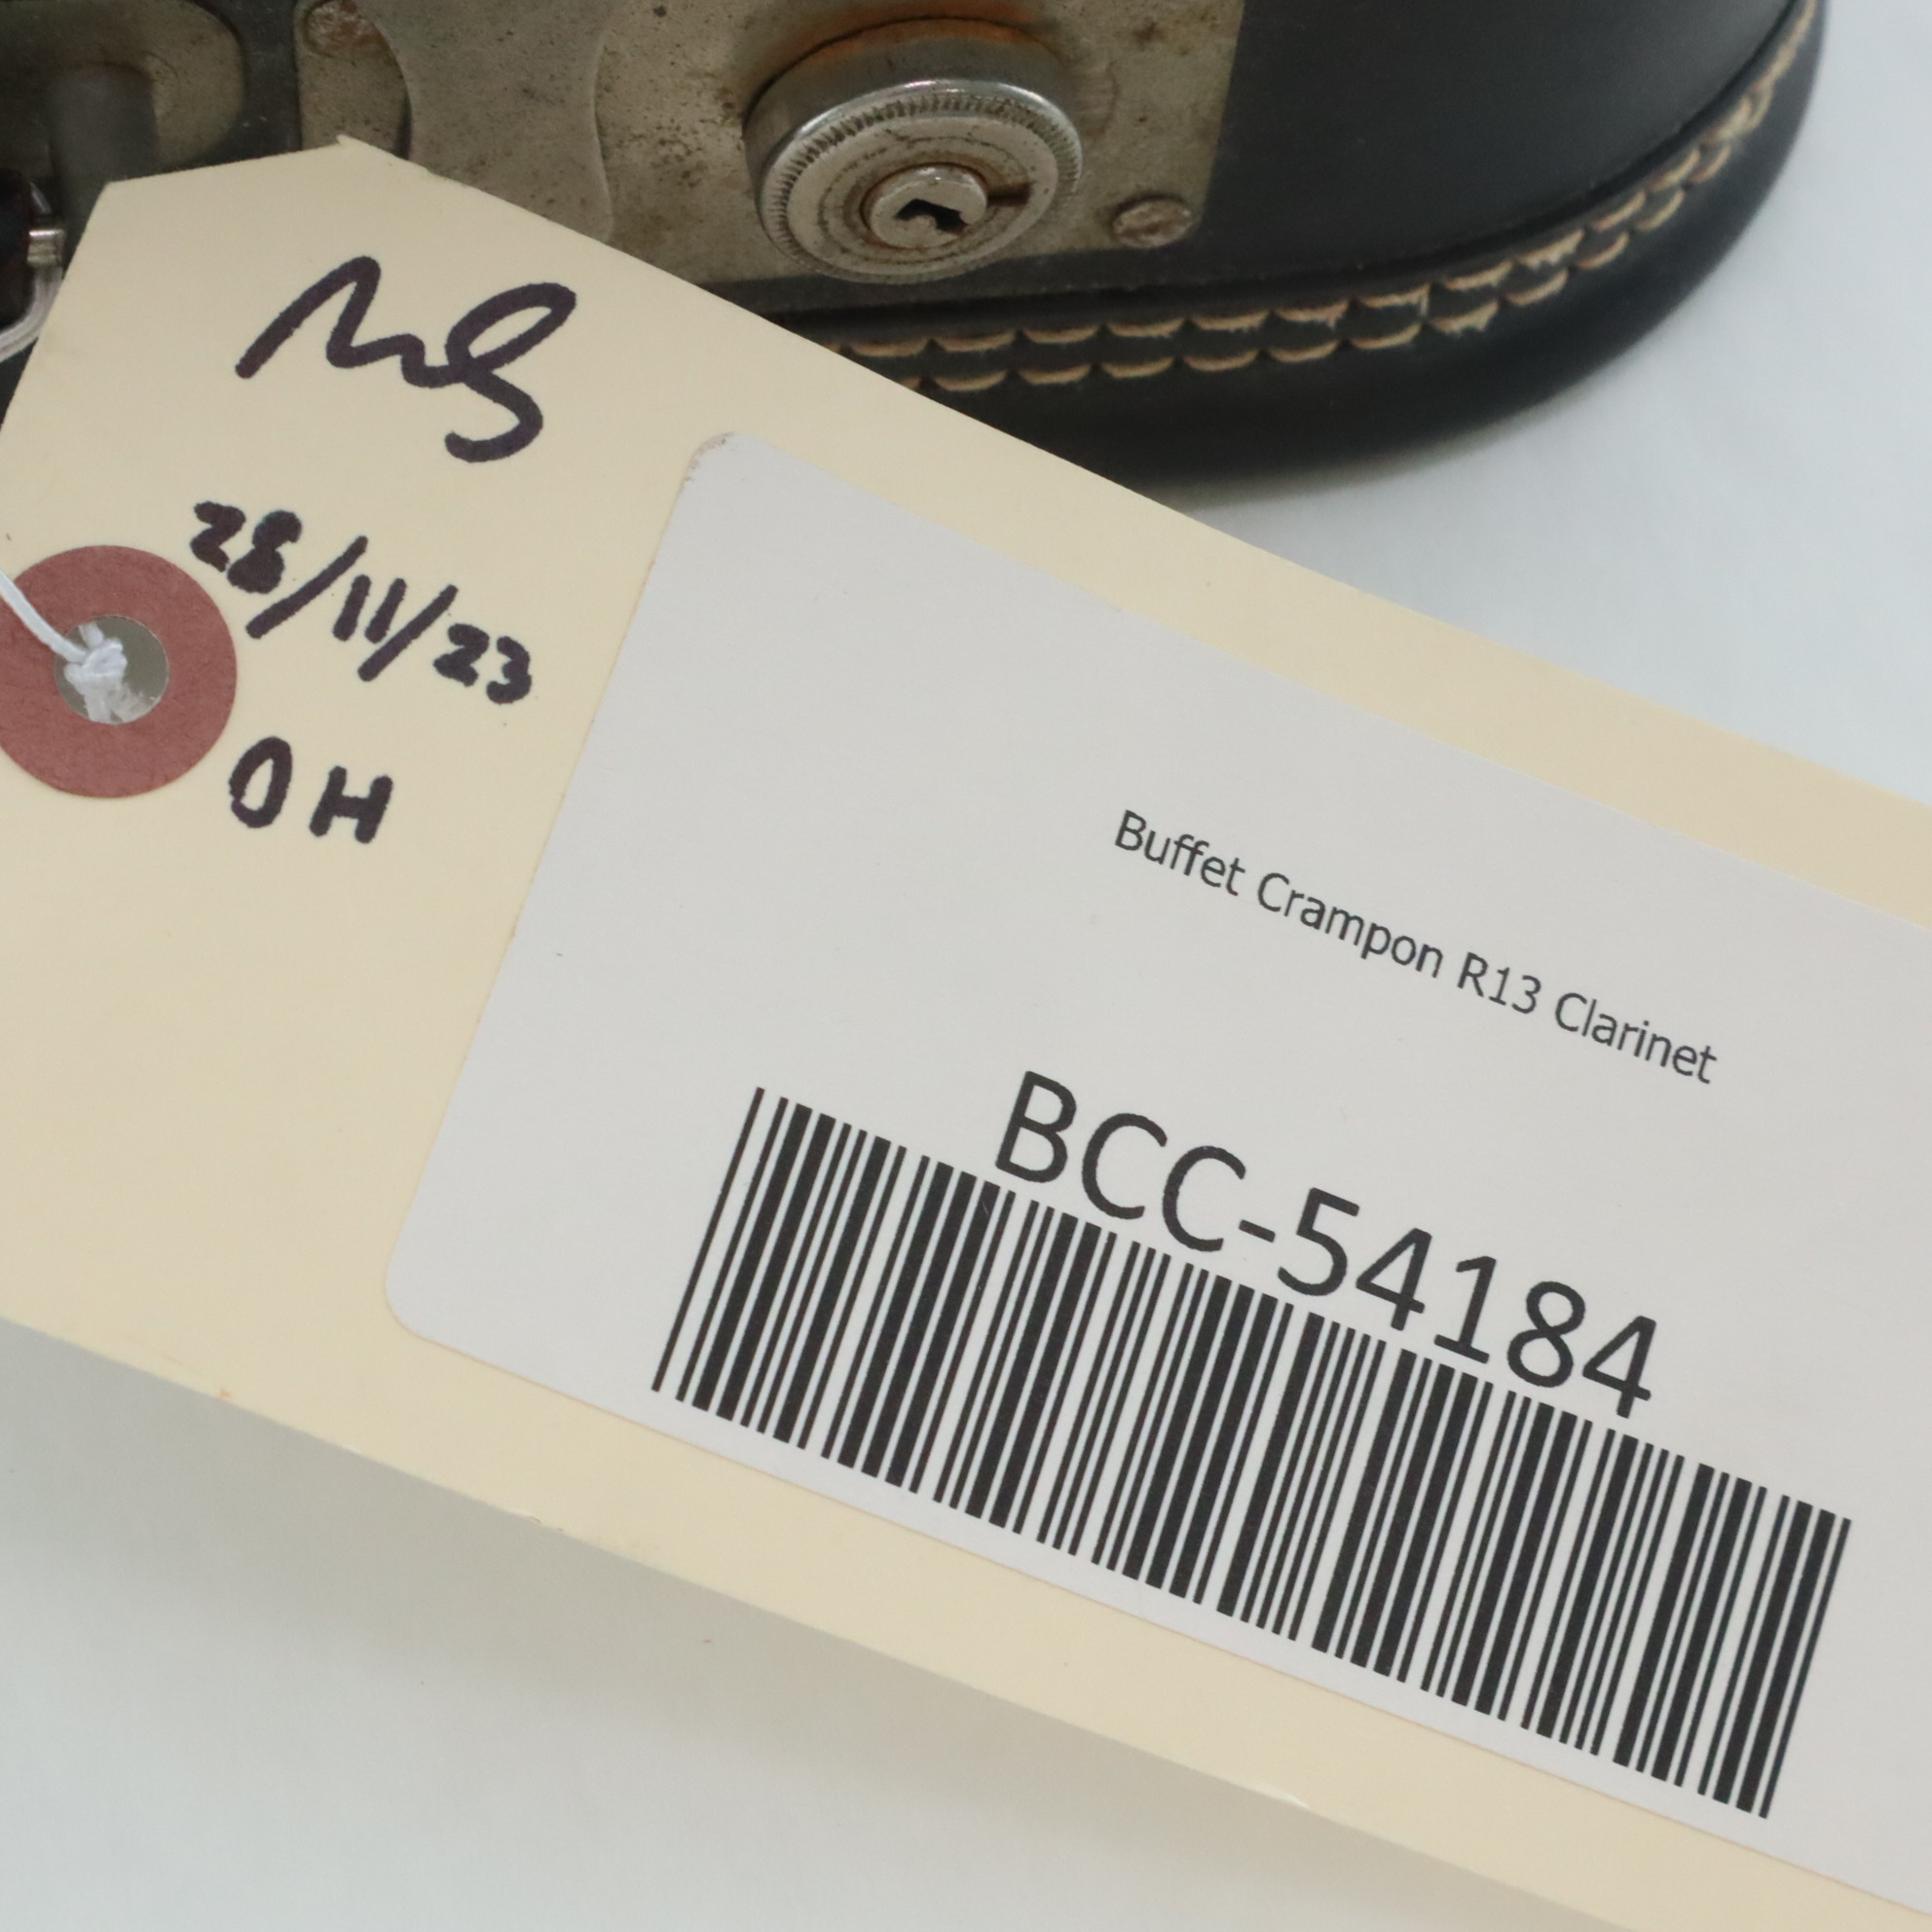 28/11/23
OH
Buffet Crampon R13 Clarinet
BCC-54184